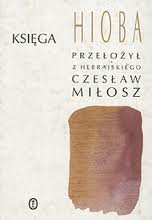 KSIĘGA HIOBA
PRZEŁOŻYŁ
Z HEBRAJSKIEGO
CZESŁAW
MIŁOSZ